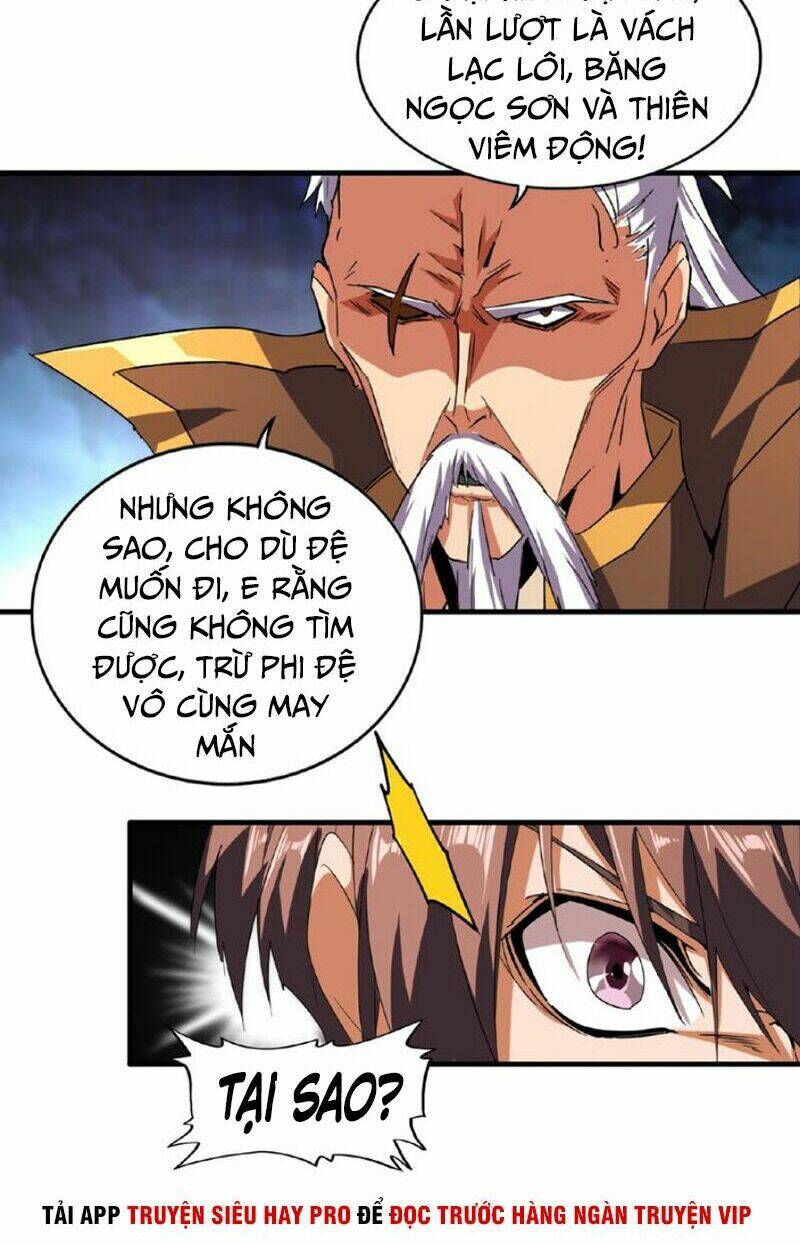 LẦN LƯỢT LÀ VÁCH
LẠC LÔI, BĂNG
NGỌC SƠN VÀ THIÊN
VIÊM ĐỘNG!
NHƯNG KHÔNG
SAO, CHO DÙ ĐỆ
MUỐN ĐI, E RẰNG
CŨNG KHÔNG TÌM
ĐƯỢC, TRỪ PHI ĐỆ
VÔ CÙNG MAY
MẮN
TẠI SAO?
TẢI APP TRUYỆN SIÊU HAY PRO ĐỂ ĐỌC TRƯỚC HÀNG NGÀN TRUYỆN VIP